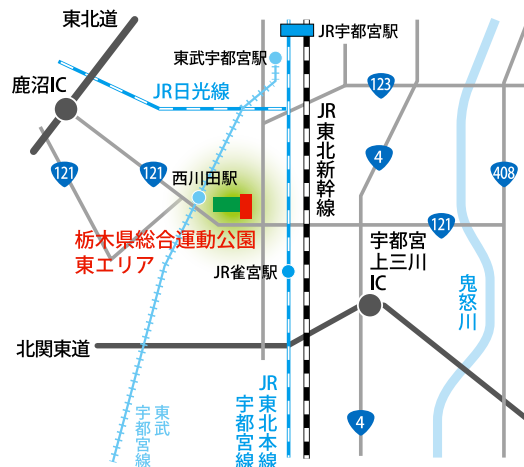 東北道
JR宇都宮駅
東武宇都宮駅
鹿沼IC
JR日光線
123
JR東北新幹線
4
121
121
西川田駅
408
栃木県総合運動公園
東エリア
121
宇都宮
上三川
IC
JR雀宮駅
鬼怒川
北関東道
東武
宇都宮線
JR東北本線
宇都宮線
4